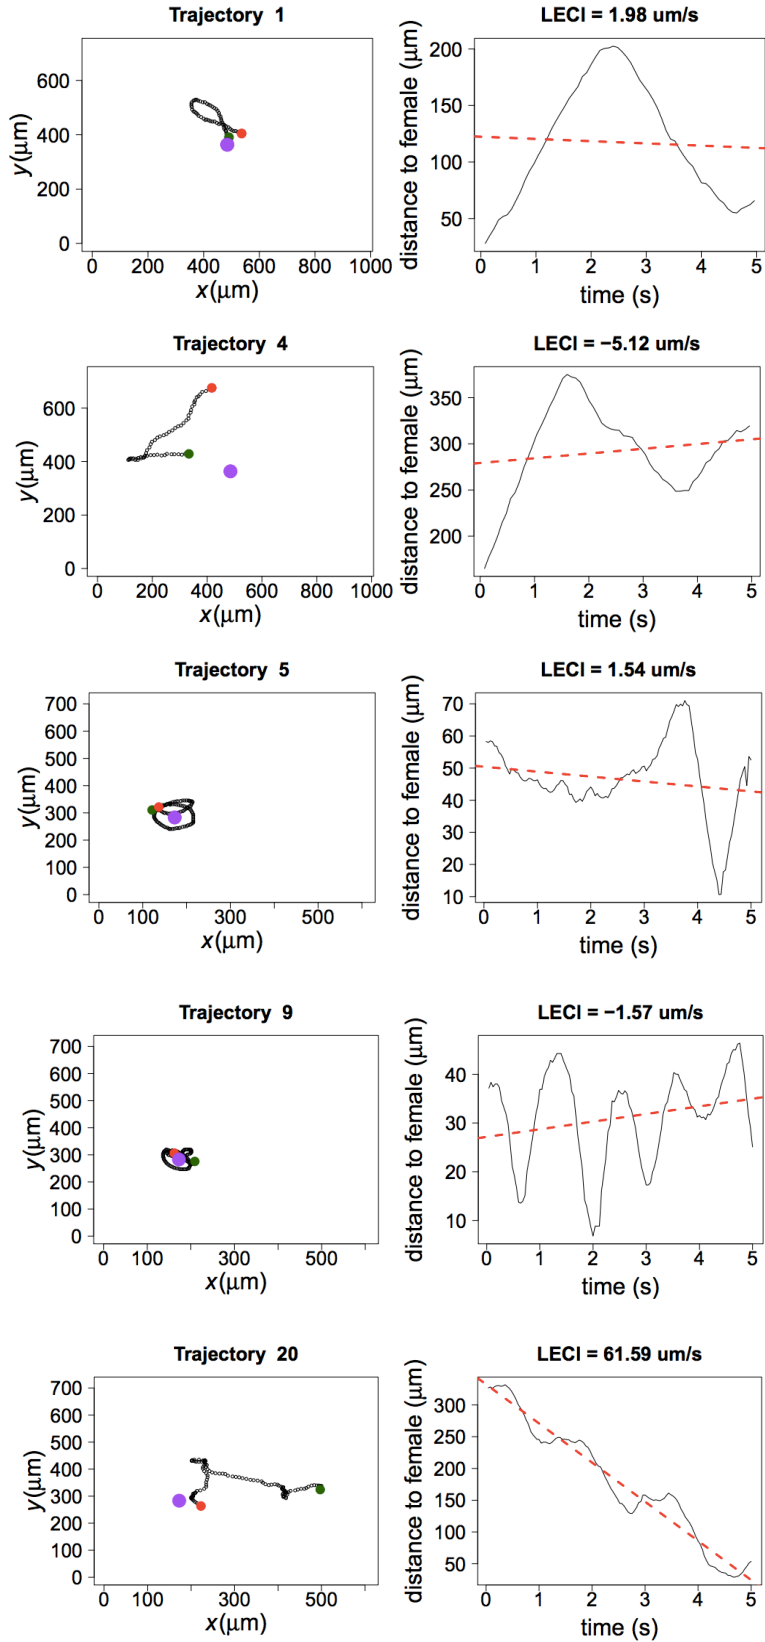 Trajectory 1
LECI = 1.98 um/s
y(μm)
600
400
200
0
0 200 400 600 800 1000
x(μm)
distance to female (μm)
200
150
100
50
0 1 2 3 4 5
time (s)
Trajectory 4
LECI = −5.12 um/s
y(μm)
600
400
200
0
0 200 400 600 800 1000
x(μm)
distance to female (μm)
350
300
250
200
0 1 2 3 4 5
time (s)
Trajectory 5
LECI = 1.54 um/s
y(μm)
700
600
500
400
300
200
100
0
0 100 300 500
x(μm)
distance to female (μm)
70
60
50
40
30
20
10
0 1 2 3 4 5
time (s)
Trajectory 9
LECI = −1.57 um/s
y(μm)
700
600
500
400
300
200
100
0
0 100 300 500
x(μm)
distance to female (μm)
40
30
20
10
0 1 2 3 4 5
time (s)
Trajectory 20
LECI = 61.59 um/s
y(μm)
700
600
500
400
300
200
100
0
0 100 300 500
x(μm)
distance to female (μm)
300
250
200
150
100
50
0 1 2 3 4 5
time (s)